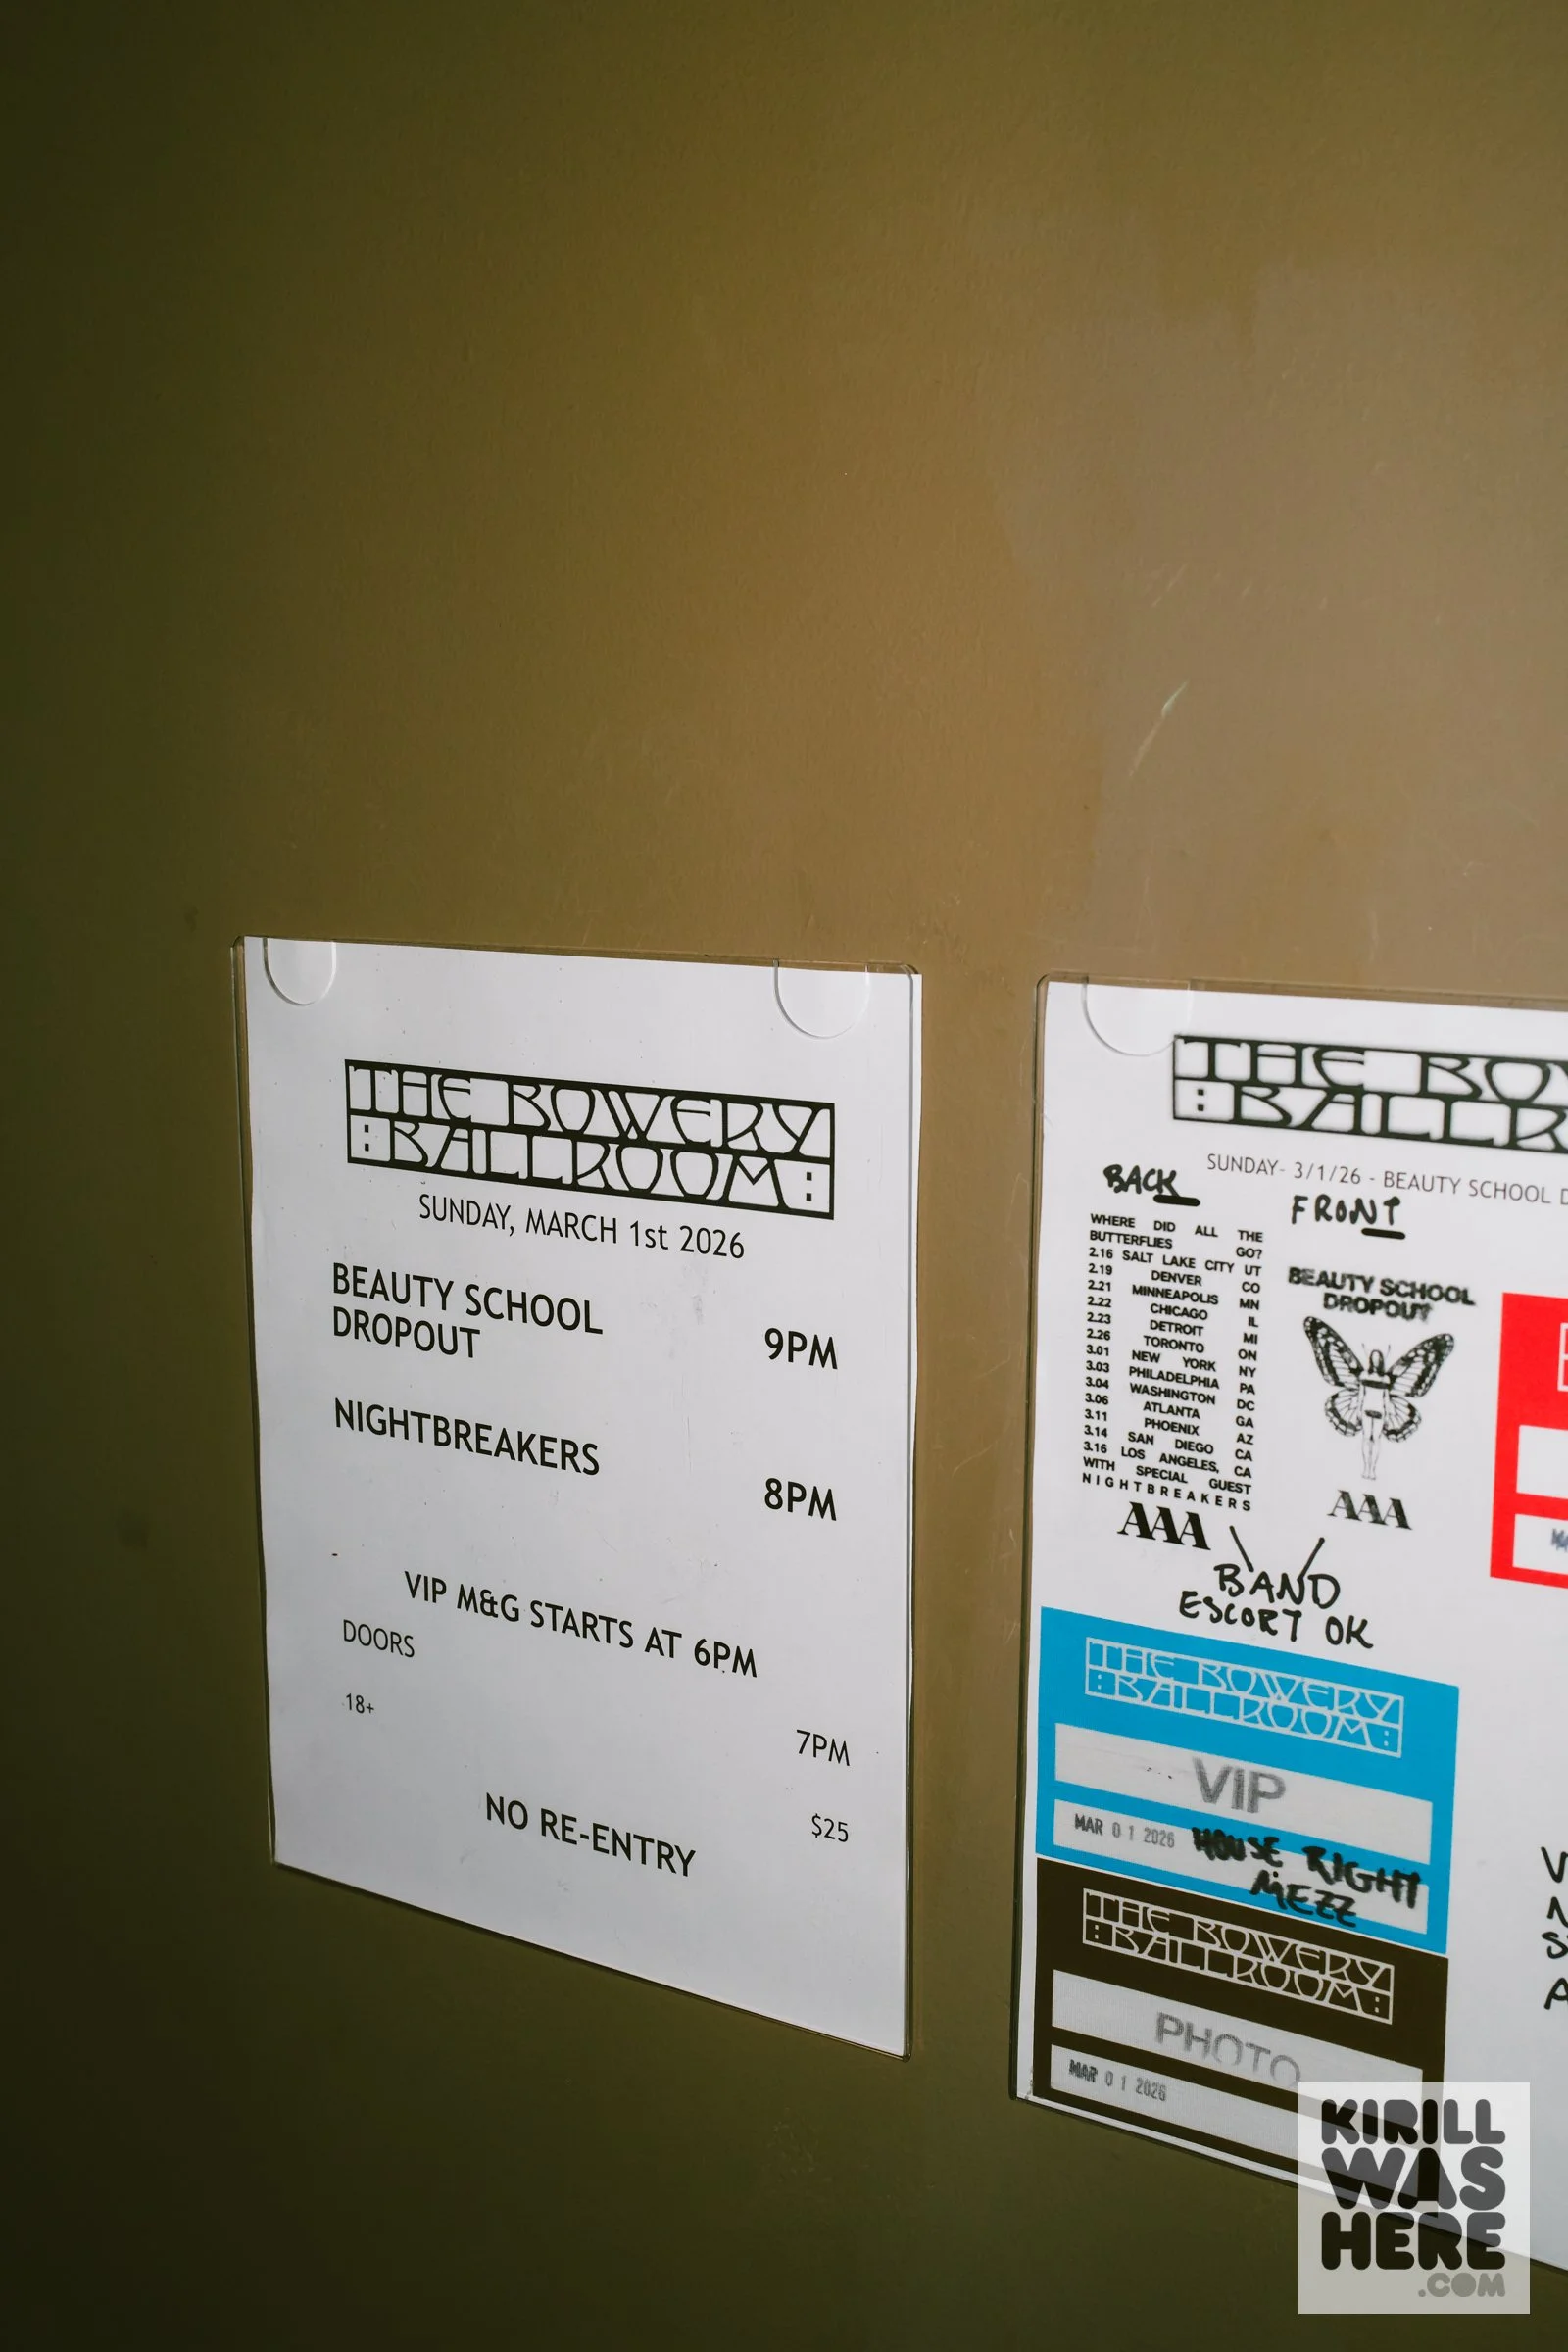 THE BOWERY
:BALLROOM:
SUNDAY, MARCH 1st 2026
BEAUTY SCHOOL
DROPOUT
9PM
NIGHTBREAKERS
8PM
VIP M&G STARTS AT 6PM
DOORS
7PM
18+
$25
NO RE-ENTRY
THE
:BALLR
SUNDAY- 3/1/26 - BEAUTY SCHOOL
BACK
FRONT
WHERE DID ALL THE
BUTTERFLIES GO?
2.16 SALT LAKE CITY UT
2.19 DENVER CO
2.21 MINNEAPOLIS MN
2.22 CHICAGO IL
2.23 DETROIT MI
2.26 TORONTO ON
3.01 NEW YORK NY
3.03 PHILADELPHIA PA
3.04 WASHINGTON DC
3.06 ATLANTA GA
3.11 PHOENIX AZ
3.14 SAN DIEGO CA
3.16 LOS ANGELES, CA
WITH SPECIAL GUEST
NIGHTBREAKERS
AAA
BEAUTY SCHOOL
DROPOUT
AAA
BAND
ESCORT OK
THE BOWERY
:BALLROOM:
VIP
MAR 01 2026
HOUSE RIGHT
MEZZ
THE BOWERY
:BALLROOM:
PHOTO
MAR 01 2026
KIRILL
WAS
HERE
.COM